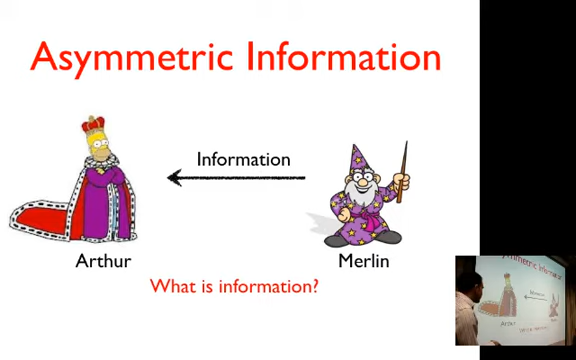 Asymmetric Information
Information
Arthur
Merlin
What is information?